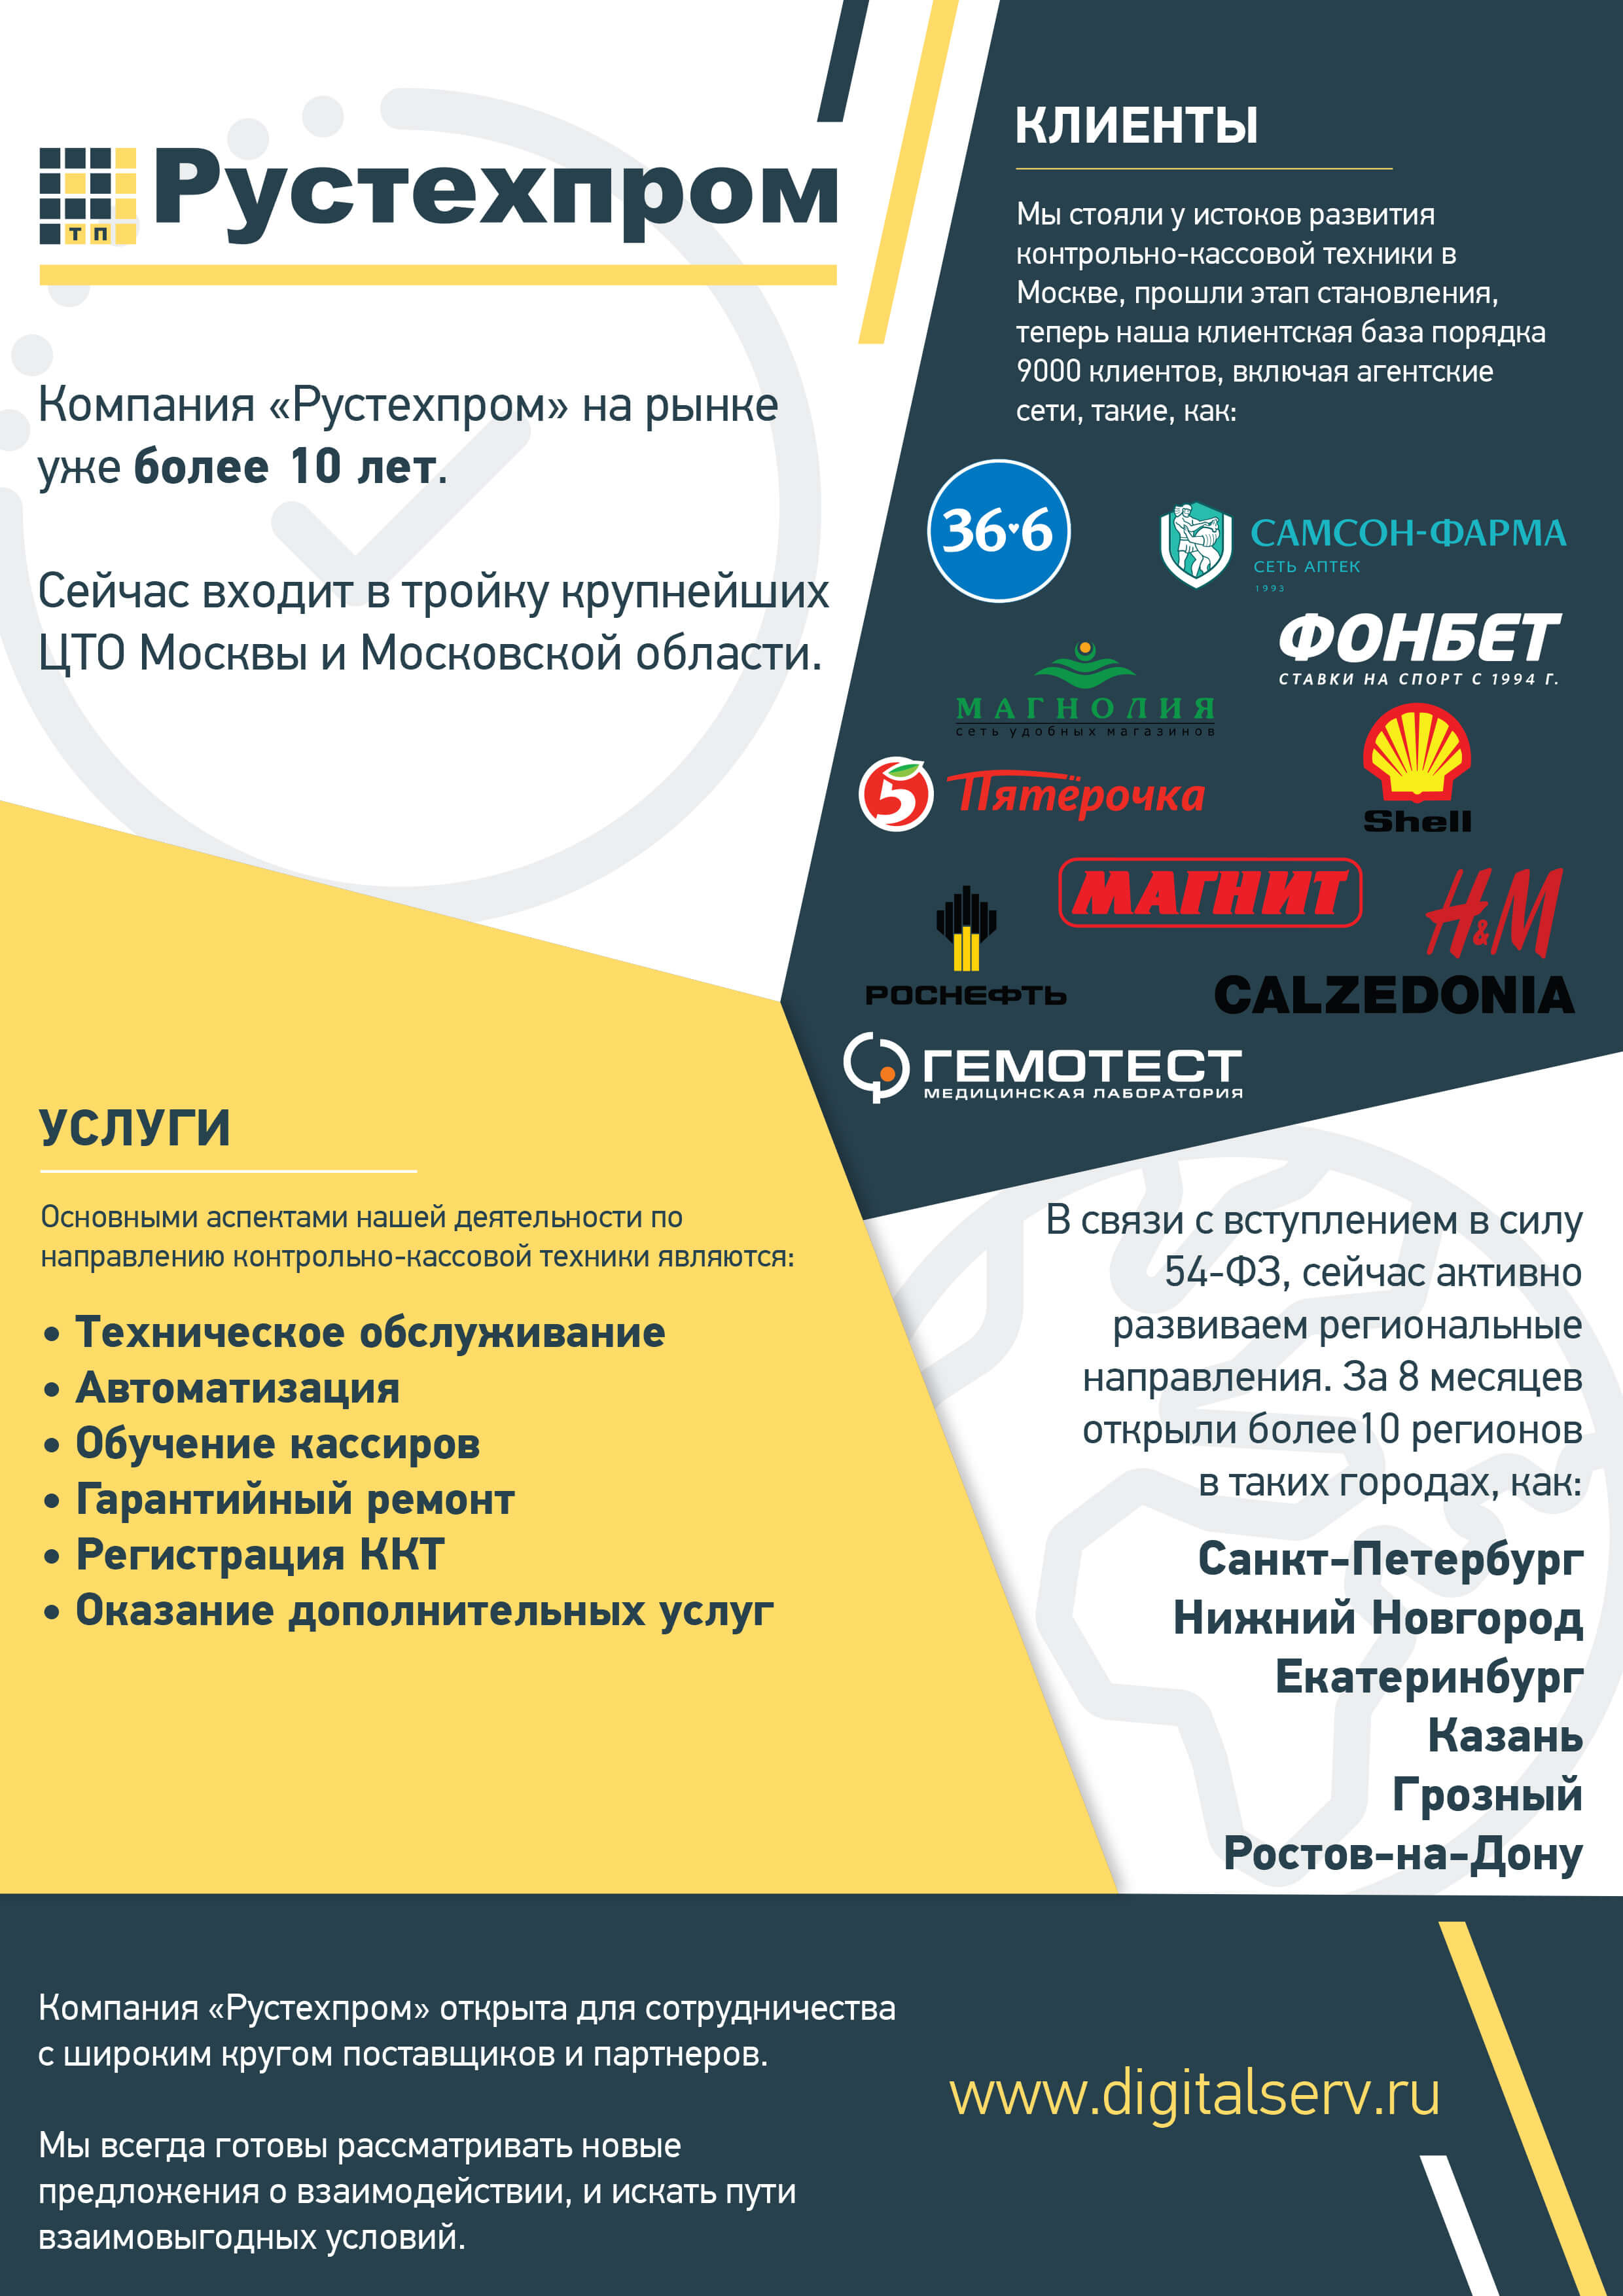 тп Рустехпром
Компания «Рустехпром» на рынке
уже более 10 лет.
Сейчас входит в тройку крупнейших
ЦТО Москвы и Московской области.
КЛИЕНТЫ
Мы стояли у истоков развития
контрольно-кассовой техники в
Москве, прошли этап становления,
теперь наша клиентская база порядка
9000 клиентов, включая агентские
сети, такие, как:
36·6
САМСОН-ФАРМА
СЕТЬ АПТЕК
1993
ФОНБЕТ
СТАВКИ НА СПОРТ С 1994 Г.
МАГНОЛИЯ
сеть удобных магазинов
5 Пятёрочка
Shell
МАГНИТ
H&M
РОСНЕФТЬ
CALZEDONIA
ГЕМОТЕСТ
МЕДИЦИНСКАЯ ЛАБОРАТОРИЯ
УСЛУГИ
Основными аспектами нашей деятельности по
направлению контрольно-кассовой техники являются:
• Техническое обслуживание
• Автоматизация
• Обучение кассиров
• Гарантийный ремонт
• Регистрация ККТ
• Оказание дополнительных услуг
В связи с вступлением в силу
54-ФЗ, сейчас активно
развиваем региональные
направления. За 8 месяцев
открыли более10 регионов
в таких городах, как:
Санкт-Петербург
Нижний Новгород
Екатеринбург
Казань
Грозный
Ростов-на-Дону
Компания «Рустехпром» открыта для сотрудничества
с широким кругом поставщиков и партнеров.
Мы всегда готовы рассматривать новые
предложения о взаимодействии, и искать пути
взаимовыгодных условий.
www.digitalserv.ru